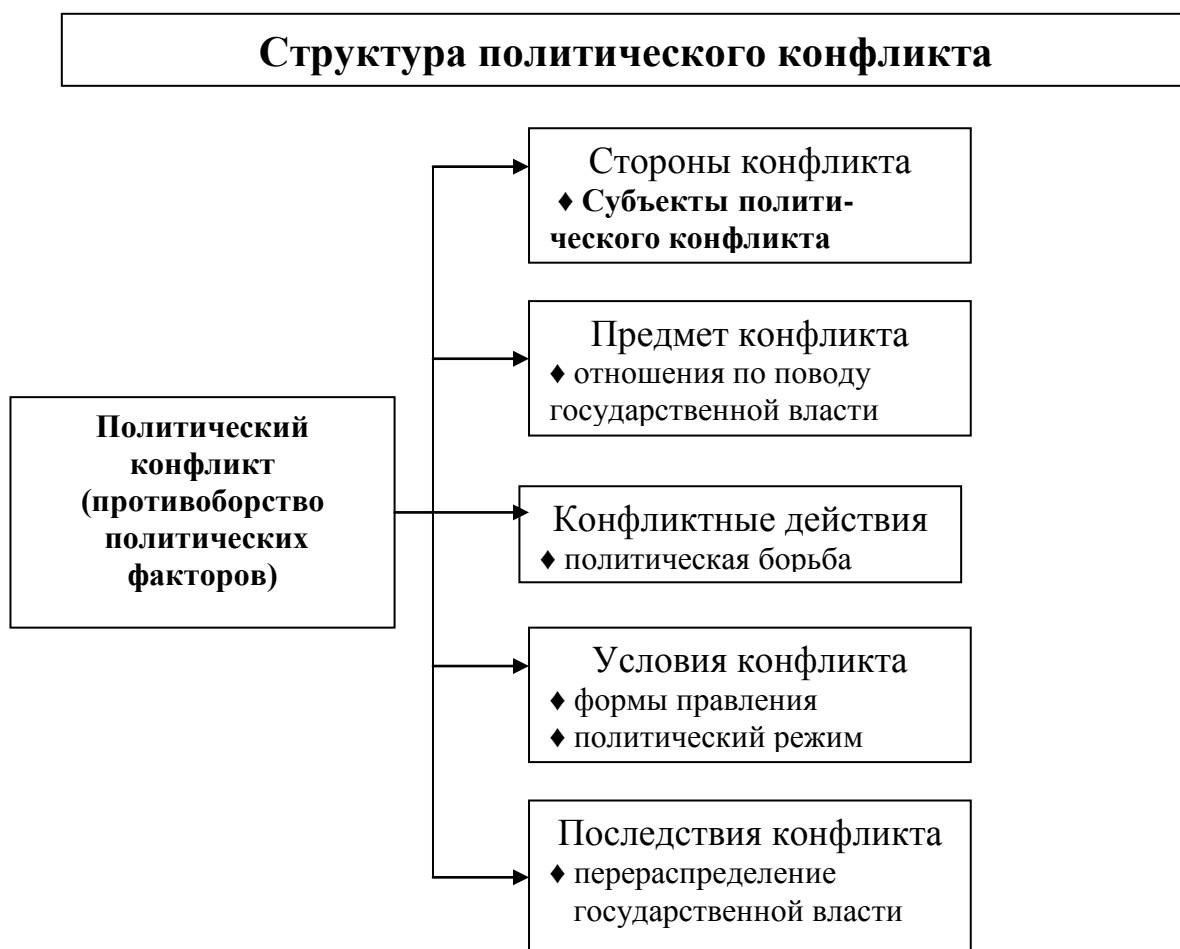 Структура политического конфликта
Стороны конфликта
♦ Субъекты полити-
ческого конфликта
Предмет конфликта
♦ отношения по поводу
государственной власти
Политический
конфликт
(противоборство
политических
факторов)
Конфликтные действия
♦ политическая борьба
Условия конфликта
♦ формы правления
♦ политический режим
Последствия конфликта
♦ перераспределение
государственной власти